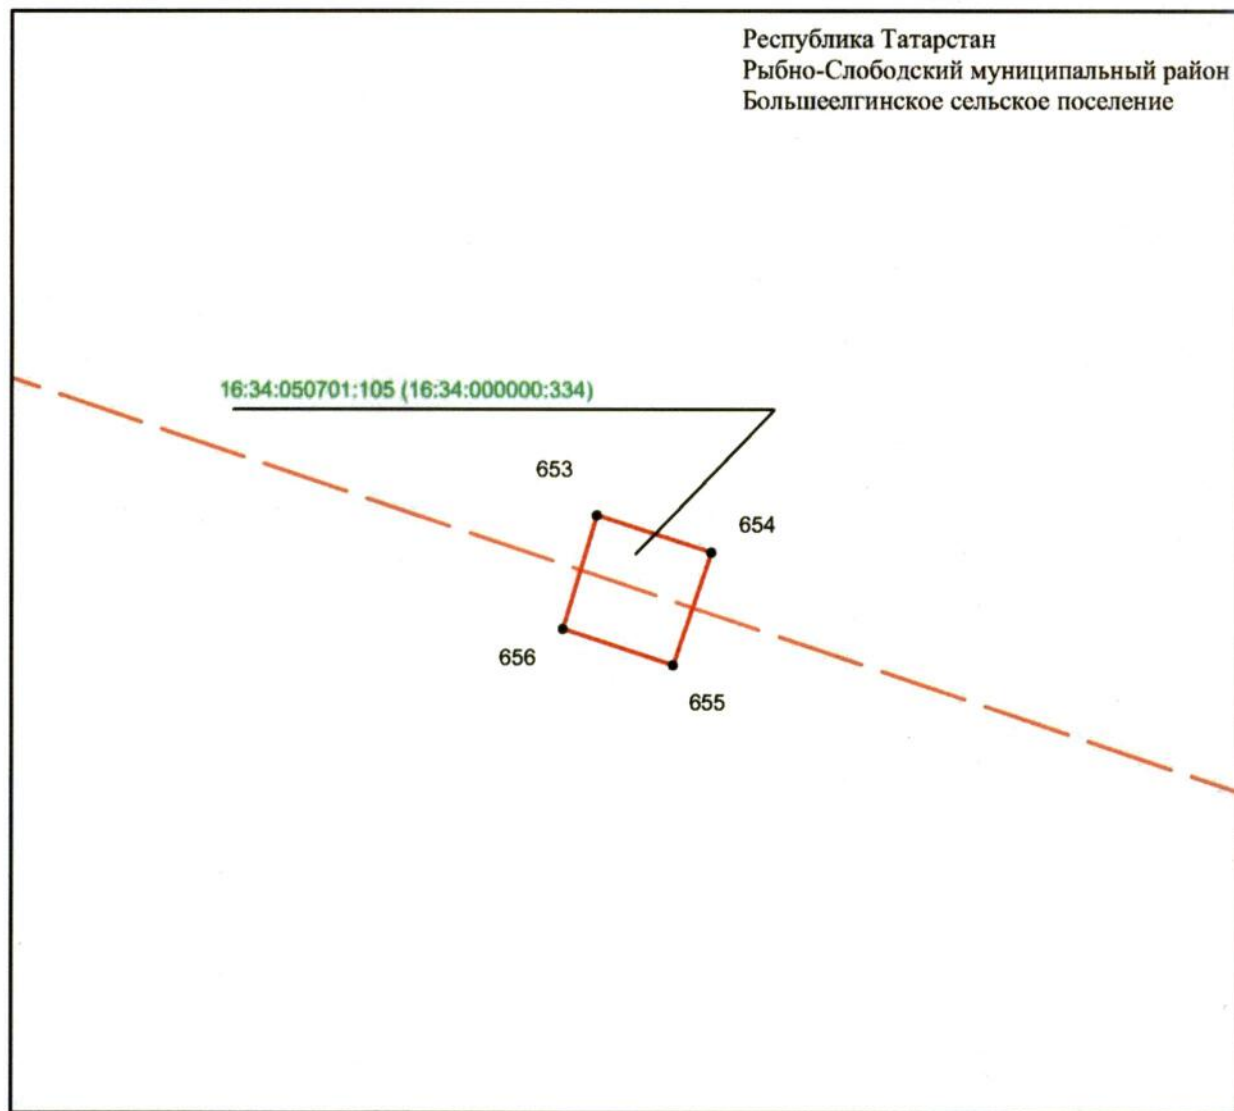 Республика Татарстан
Рыбно-Слободский муниципальный район
Большеелгинское сельское поселение
16:34:050701:105 (16:34:000000:334)
653
654
656
655